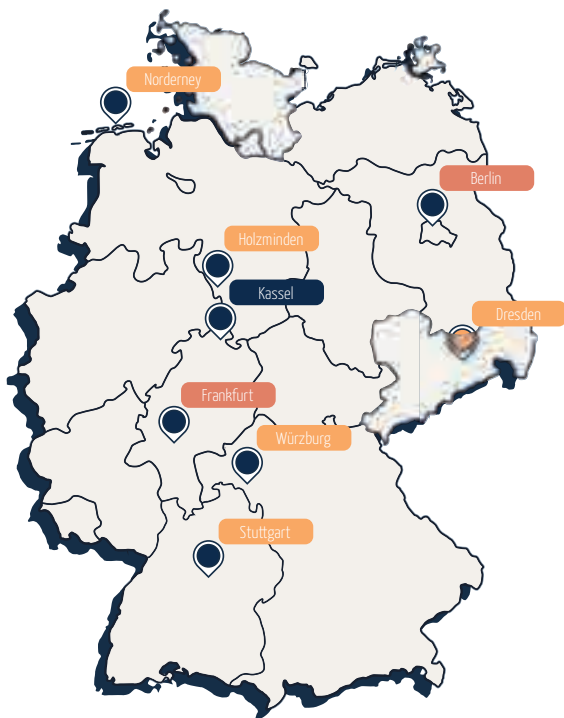 Norderney
Berlin
Holzminden
Kassel
Dresden
Frankfurt
Würzburg
Stuttgart